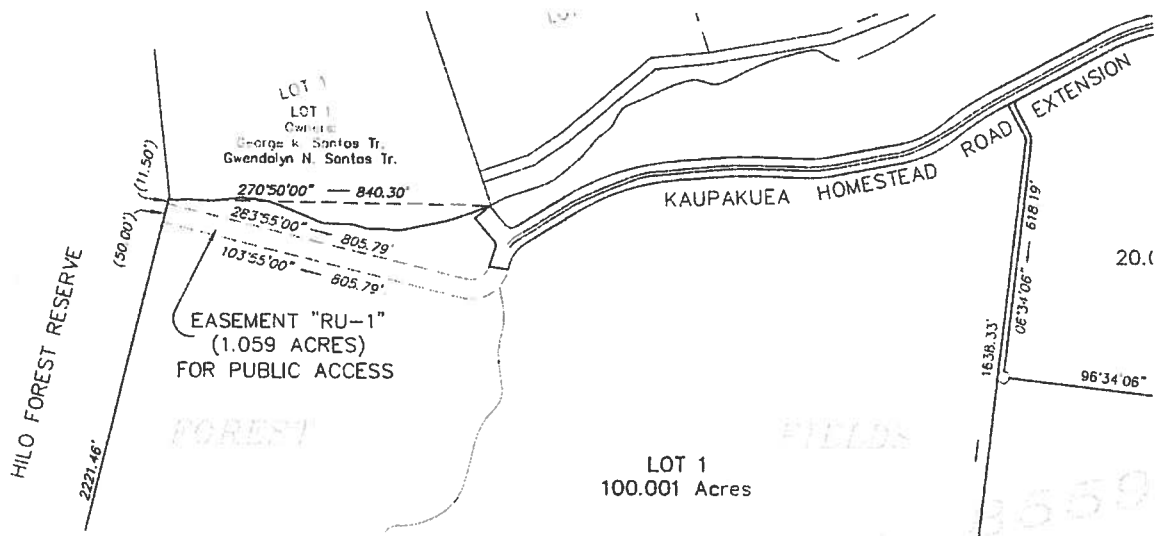 LOT 1
LOT 1
Owners:
George K. Santos Tr.
Gwendolyn N. Santos Tr.
(11.50')
270°50'00" — 840.30'
283°55'00" — 805.79'
103°55'00" — 805.79'
(50.00')
HILO FOREST RESERVE
2221.46'
EASEMENT "RU-1"
(1.059 ACRES)
FOR PUBLIC ACCESS
KAUPAKUEA HOMESTEAD ROAD EXTENSION
618.19'
1638.33'
96°34'06"
FOREST
FIELDS
LOT 1
100.001 Acres